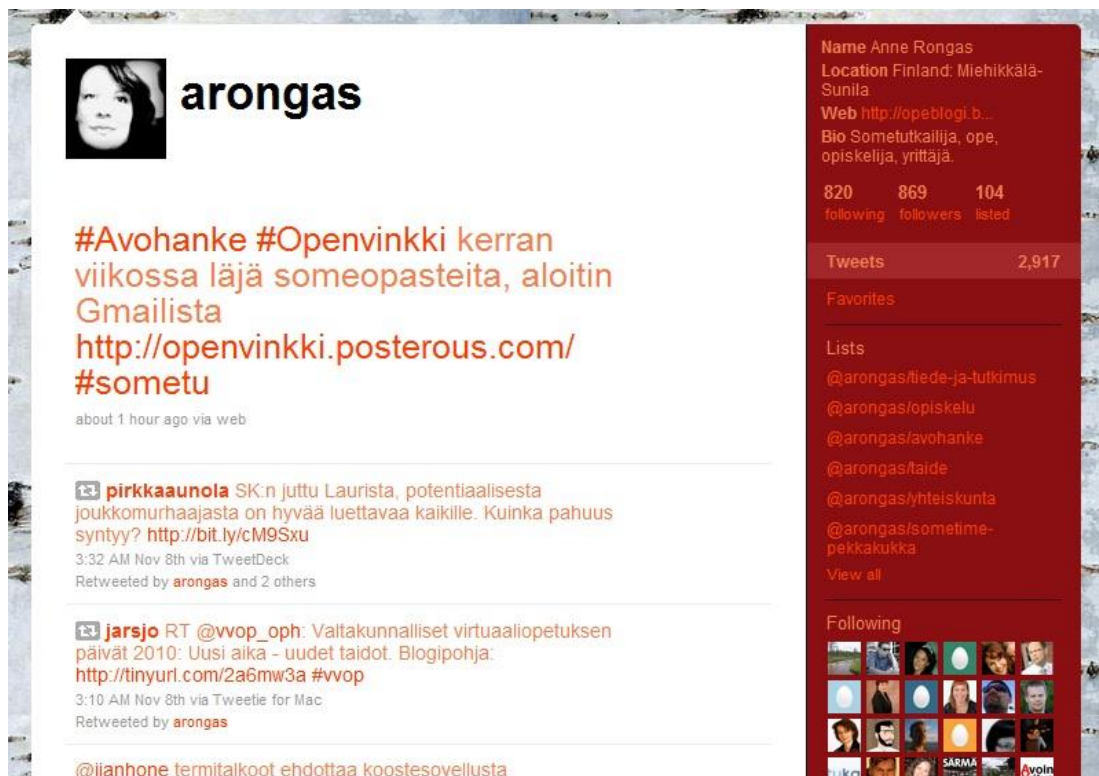 arongas
#Avohanke #Openvinkki kerran
viikossa läjä someopasteita, aloitin
Gmailista
http://openvinkki.posterous.com/
#sometu
about 1 hour ago via web
pirkkaaunola SK:n juttu Laurista, potentiaalisesta
joukkomurhaajasta on hyvää luettavaa kaikille. Kuinka pahuus
syntyy? http://bit.ly/cM9Sxu
3:32 AM Nov 8th via TweetDeck
Retweeted by arongas and 2 others
jarsjo RT @vvop_oph: Valtakunnalliset virtuaaliopetuksen
päivät 2010: Uusi aika - uudet taidot. Blogipohja:
http://tinyurl.com/2a6mw3a #vvop
3:10 AM Nov 8th via Tweetie for Mac
Retweeted by arongas
@iianhone termitalkoot ehdottaa koostesovellusta
Name Anne Rongas
Location Finland: Miehikkälä-
Sunila
Web http://opeblogi.b...
Bio Sometutkailija, ope,
opiskelija, yrittäjä.
820 869 104
following followers listed
Tweets 2,917
Favorites
Lists
@arongas/tiede-ja-tutkimus
@arongas/opiskelu
@arongas/avohanke
@arongas/taide
@arongas/yhteiskunta
@arongas/sometime-
pekkakukka
View all
Following
SÄRMÄ
Avoin